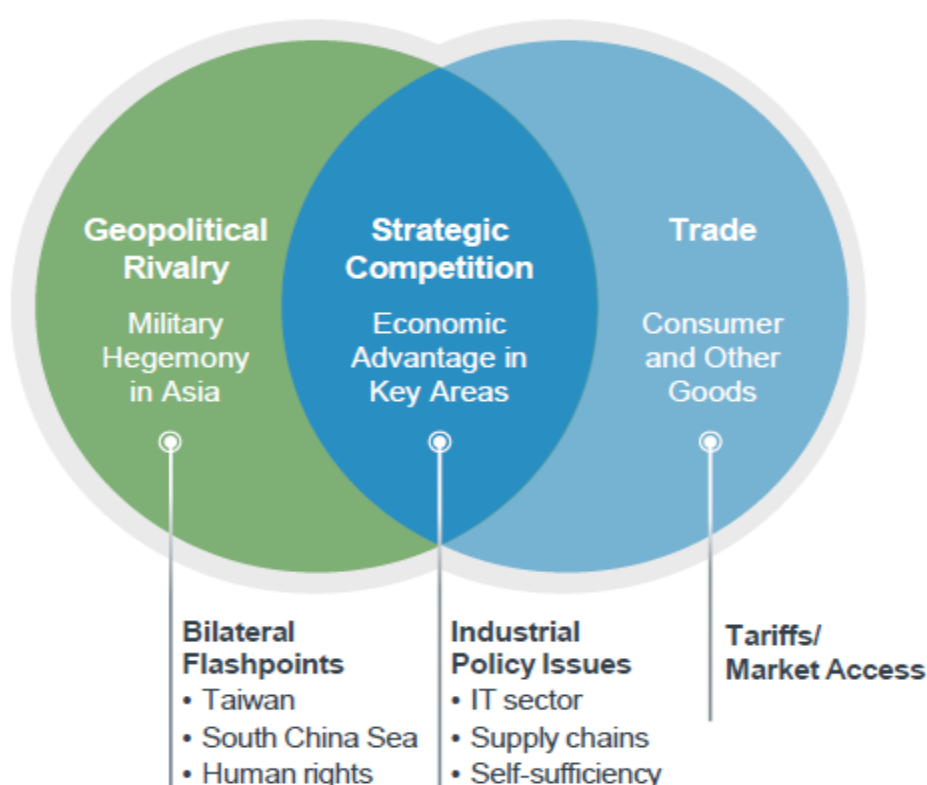 Geopolitical
Rivalry
Military
Hegemony
in Asia
Strategic
Competition
Economic
Advantage in
Key Areas
Trade
Consumer
and Other
Goods
Bilateral
Flashpoints
• Taiwan
• South China Sea
• Human rights
Industrial
Policy Issues
• IT sector
• Supply chains
• Self-sufficiency
Tariffs/
Market Access